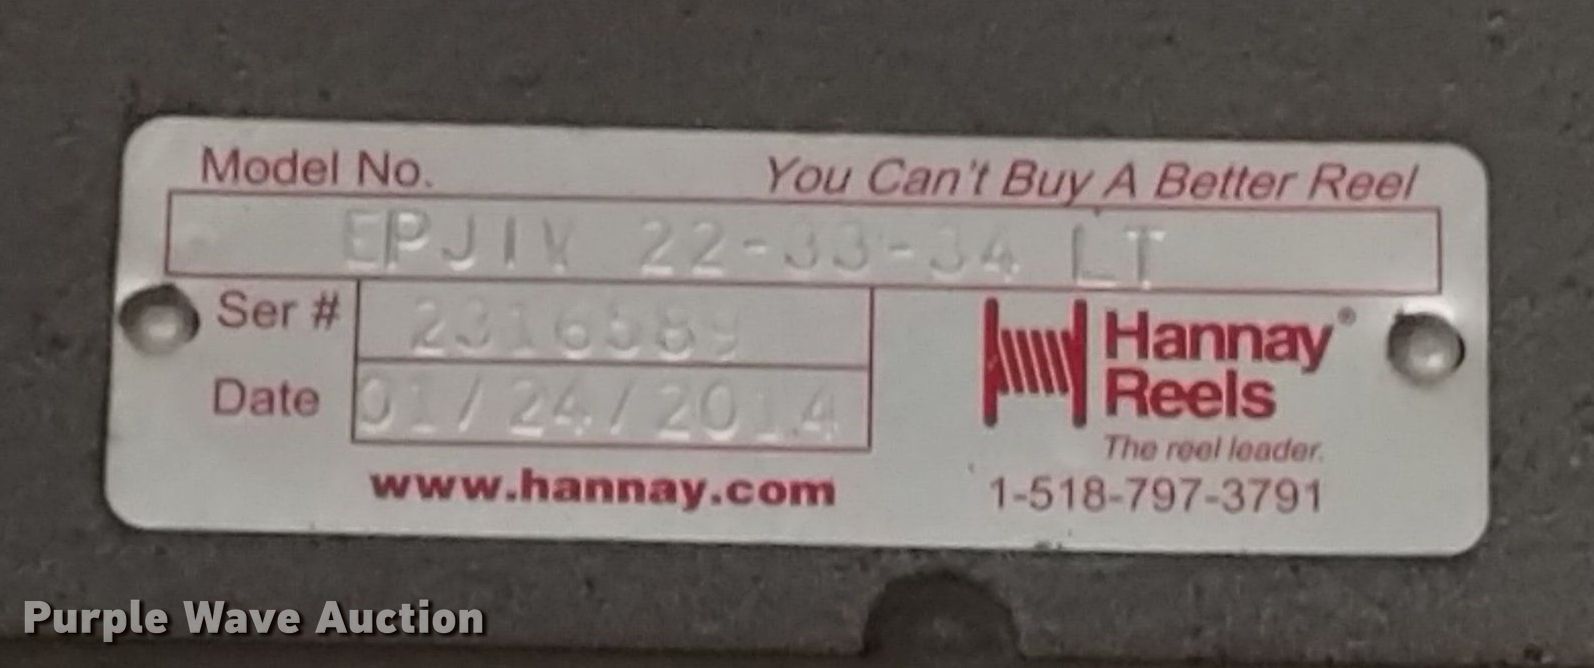 Model No. You Can't Buy A Better Reel
EPJIV 22-33-34 LT
Ser # 2316589
Date 01/24/2014
Hannay®
Reels
The reel leader.
www.hannay.com
1-518-797-3791
Purple Wave Auction